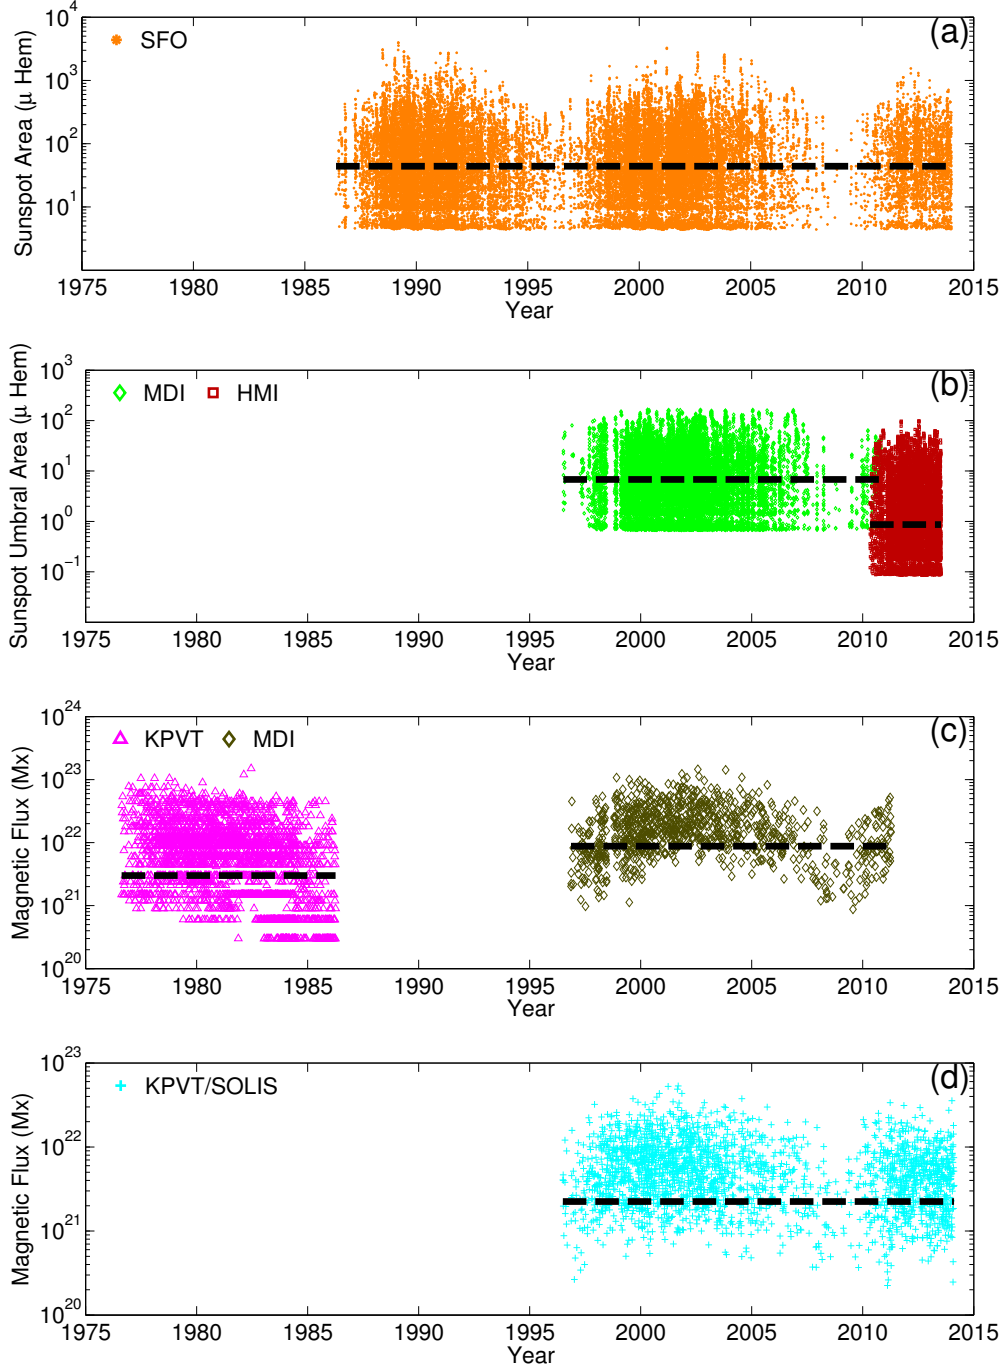 (a)
SFO
Sunspot Area (μ Hem)
10^4
10^3
10^2
10^1
1975 1980 1985 1990 1995 2000 2005 2010 2015
Year
(b)
MDI HMI
Sunspot Umbral Area (μ Hem)
10^3
10^2
10^1
10^0
10^−1
1975 1980 1985 1990 1995 2000 2005 2010 2015
Year
(c)
KPVT MDI
Magnetic Flux (Mx)
10^24
10^23
10^22
10^21
10^20
1975 1980 1985 1990 1995 2000 2005 2010 2015
Year
(d)
KPVT/SOLIS
Magnetic Flux (Mx)
10^23
10^22
10^21
10^20
1975 1980 1985 1990 1995 2000 2005 2010 2015
Year